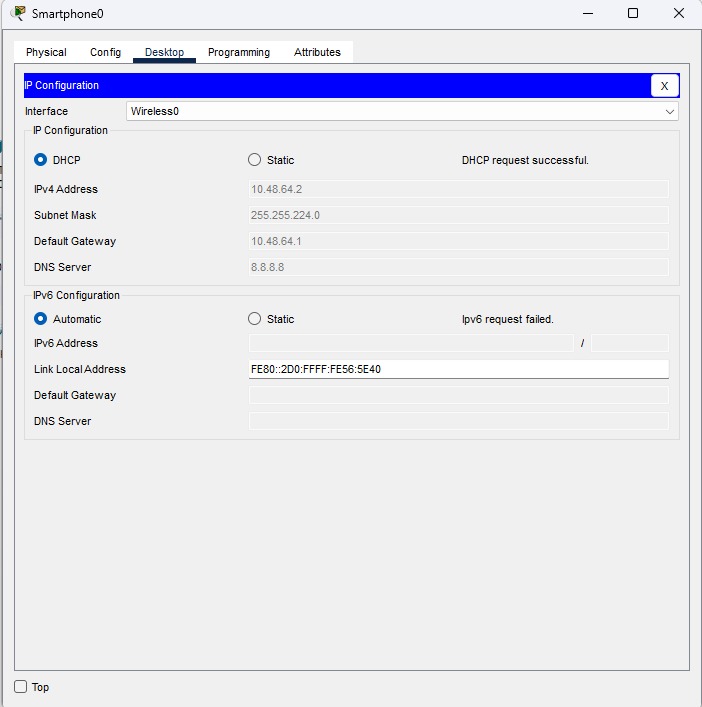 Smartphone0
Physical Config Desktop Programming Attributes
IP Configuration X
Interface Wireless0
IP Configuration
DHCP Static DHCP request successful.
IPv4 Address 10.48.64.2
Subnet Mask 255.255.224.0
Default Gateway 10.48.64.1
DNS Server 8.8.8.8
IPv6 Configuration
Automatic Static Ipv6 request failed.
IPv6 Address /
Link Local Address FE80::2D0:FFFF:FE56:5E40
Default Gateway
DNS Server
Top